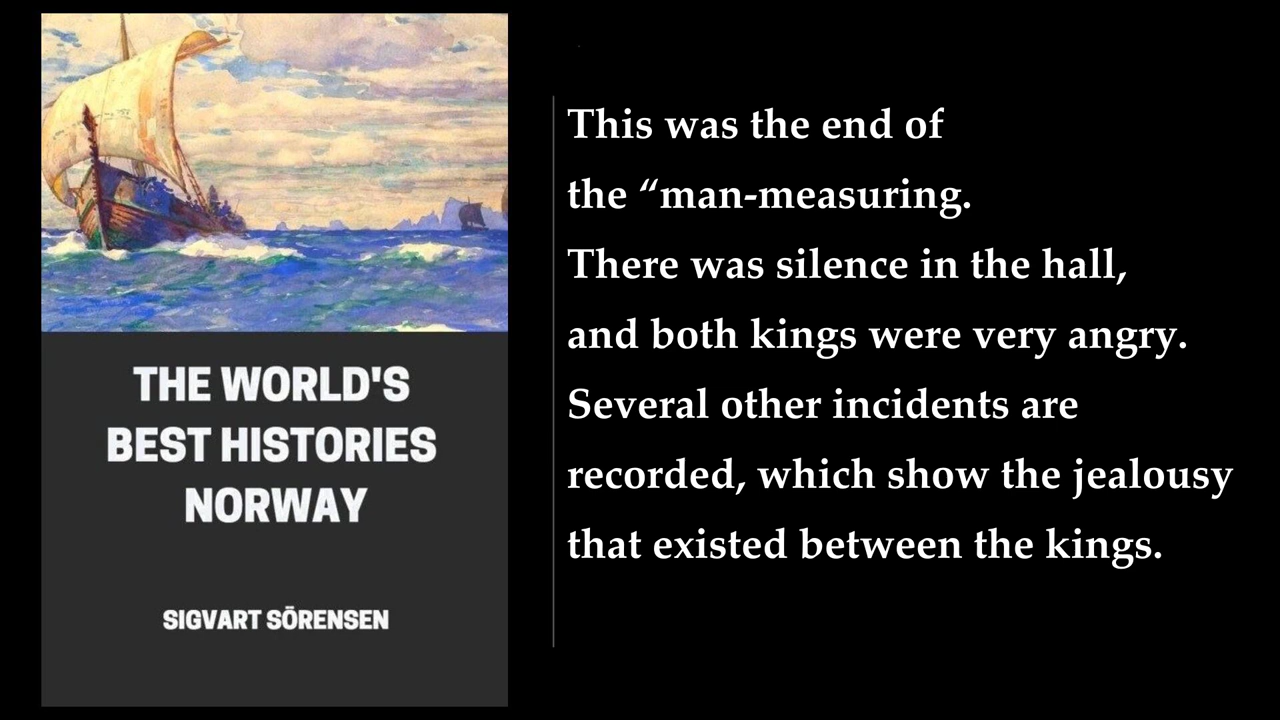 THE WORLD'S
BEST HISTORIES
NORWAY
SIGVART SÖRENSEN
This was the end of
the “man-measuring.
There was silence in the hall,
and both kings were very angry.
Several other incidents are
recorded, which show the jealousy
that existed between the kings.